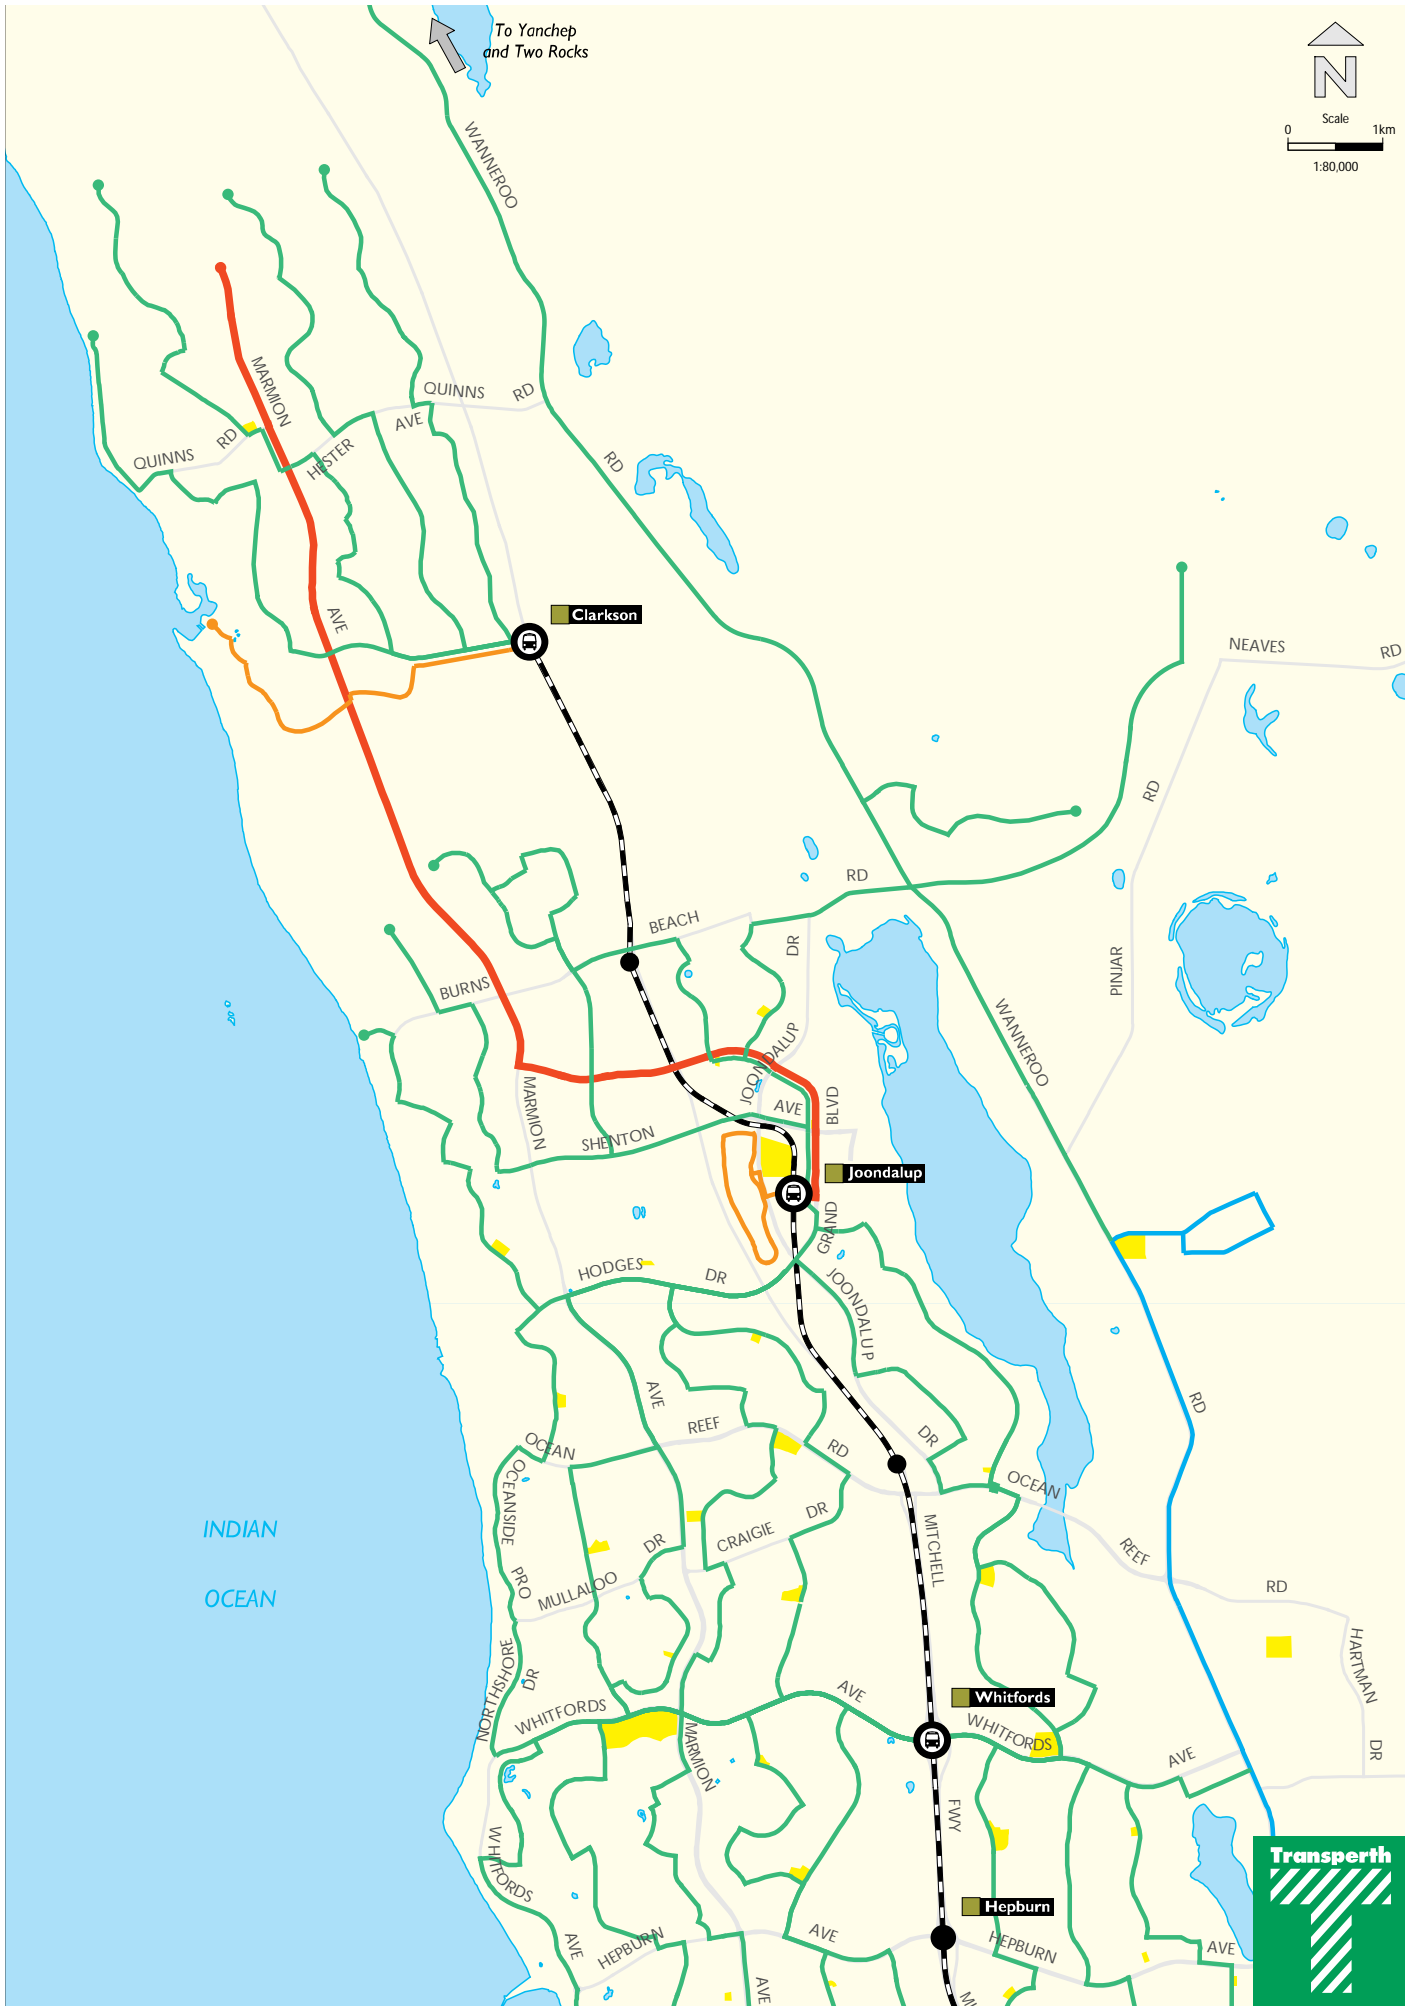 To Yanchep
and Two Rocks
N
Scale
0 1km
1:80,000
WANNEROO
MARMION
QUINNS RD
AVE
HESTER
QUINNS RD
RD
AVE
Clarkson
NEAVES RD
RD
RD
BEACH
DR
BURNS
PINJAR
WANNEROO
JOONDALUP
MARMION
AVE
BLVD
SHENTON
Joondalup
GRAND
HODGES DR
JOONDALUP
AVE
RD
REEF
OCEAN
RD
DR
OCEAN
OCEANSIDE
INDIAN
OCEAN
CRAIGIE DR
DR
MITCHELL
REEF
PRO
MULLALOO
RD
HARTMAN
NORTHSHORE
DR
WHITFORDS
AVE
Whitfords
WHITFORDS
MARMION
AVE
DR
FWY
WHITFORDS
Transperth
Hepburn
AVE
HEPBURN
AVE
HEPBURN
AVE
AVE